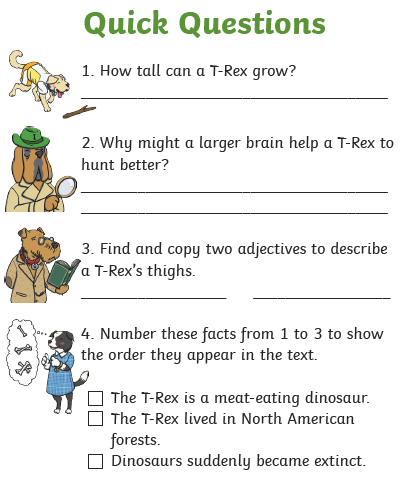 Quick Questions
1. How tall can a T-Rex grow?
2. Why might a larger brain help a T-Rex to
hunt better?
3. Find and copy two adjectives to describe
a T-Rex's thighs.
4. Number these facts from 1 to 3 to show
the order they appear in the text.
The T-Rex is a meat-eating dinosaur.
The T-Rex lived in North American
forests.
Dinosaurs suddenly became extinct.